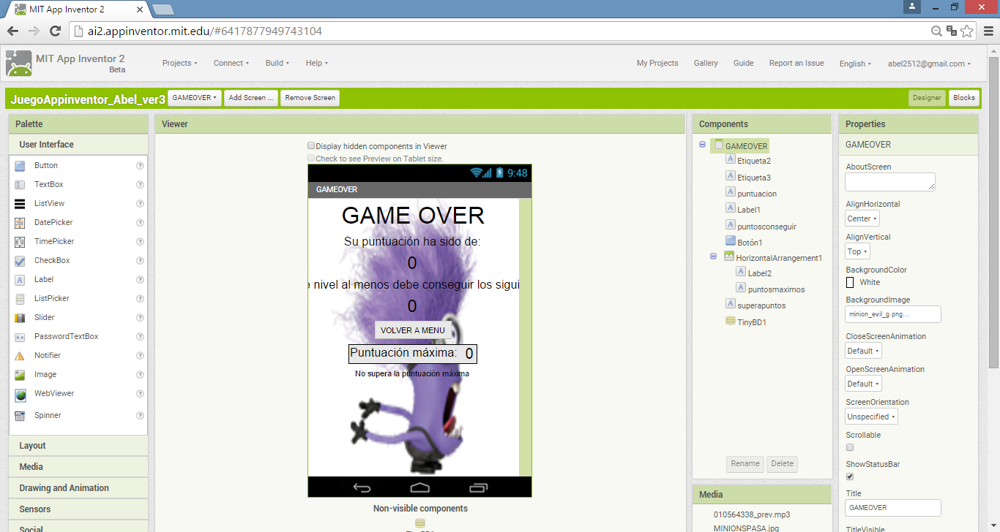 MIT App Inventor 2
ai2.appinventor.mit.edu/#6417877949743104
MIT App Inventor 2
Beta
Projects
Connect
Build
Help
My Projects
Gallery
Guide
Report an Issue
English
abel2512@gmail.com
JuegoAppinventor_Abel_ver3
GAMEOVER
Add Screen ...
Remove Screen
Designer
Blocks
Palette
User Interface
Button
TextBox
ListView
DatePicker
TimePicker
CheckBox
Label
ListPicker
Slider
PasswordTextBox
Notifier
Image
WebViewer
Spinner
Layout
Media
Drawing and Animation
Sensors
Social
Viewer
Display hidden components in Viewer
Check to see Preview on Tablet size.
9:48
GAMEOVER
GAME OVER
Su puntuación ha sido de:
0
e nivel al menos debe conseguir los sigui
0
VOLVER A MENU
Puntuación máxima: 0
No supera la puntuación máxima
Non-visible components
Components
GAMEOVER
Etiqueta2
Etiqueta3
puntuacion
Label1
puntosconseguir
Botón1
HorizontalArrangement1
Label2
puntosmaximos
superapuntos
TinyBD1
Rename
Delete
Media
010564338_prev.mp3
MINIONSPASA.jpg
Properties
GAMEOVER
AboutScreen
AlignHorizontal
Center
AlignVertical
Top
BackgroundColor
White
BackgroundImage
minion_evil_g.png...
CloseScreenAnimation
Default
OpenScreenAnimation
Default
ScreenOrientation
Unspecified
Scrollable
ShowStatusBar
Title
GAMEOVER
TitleVisible